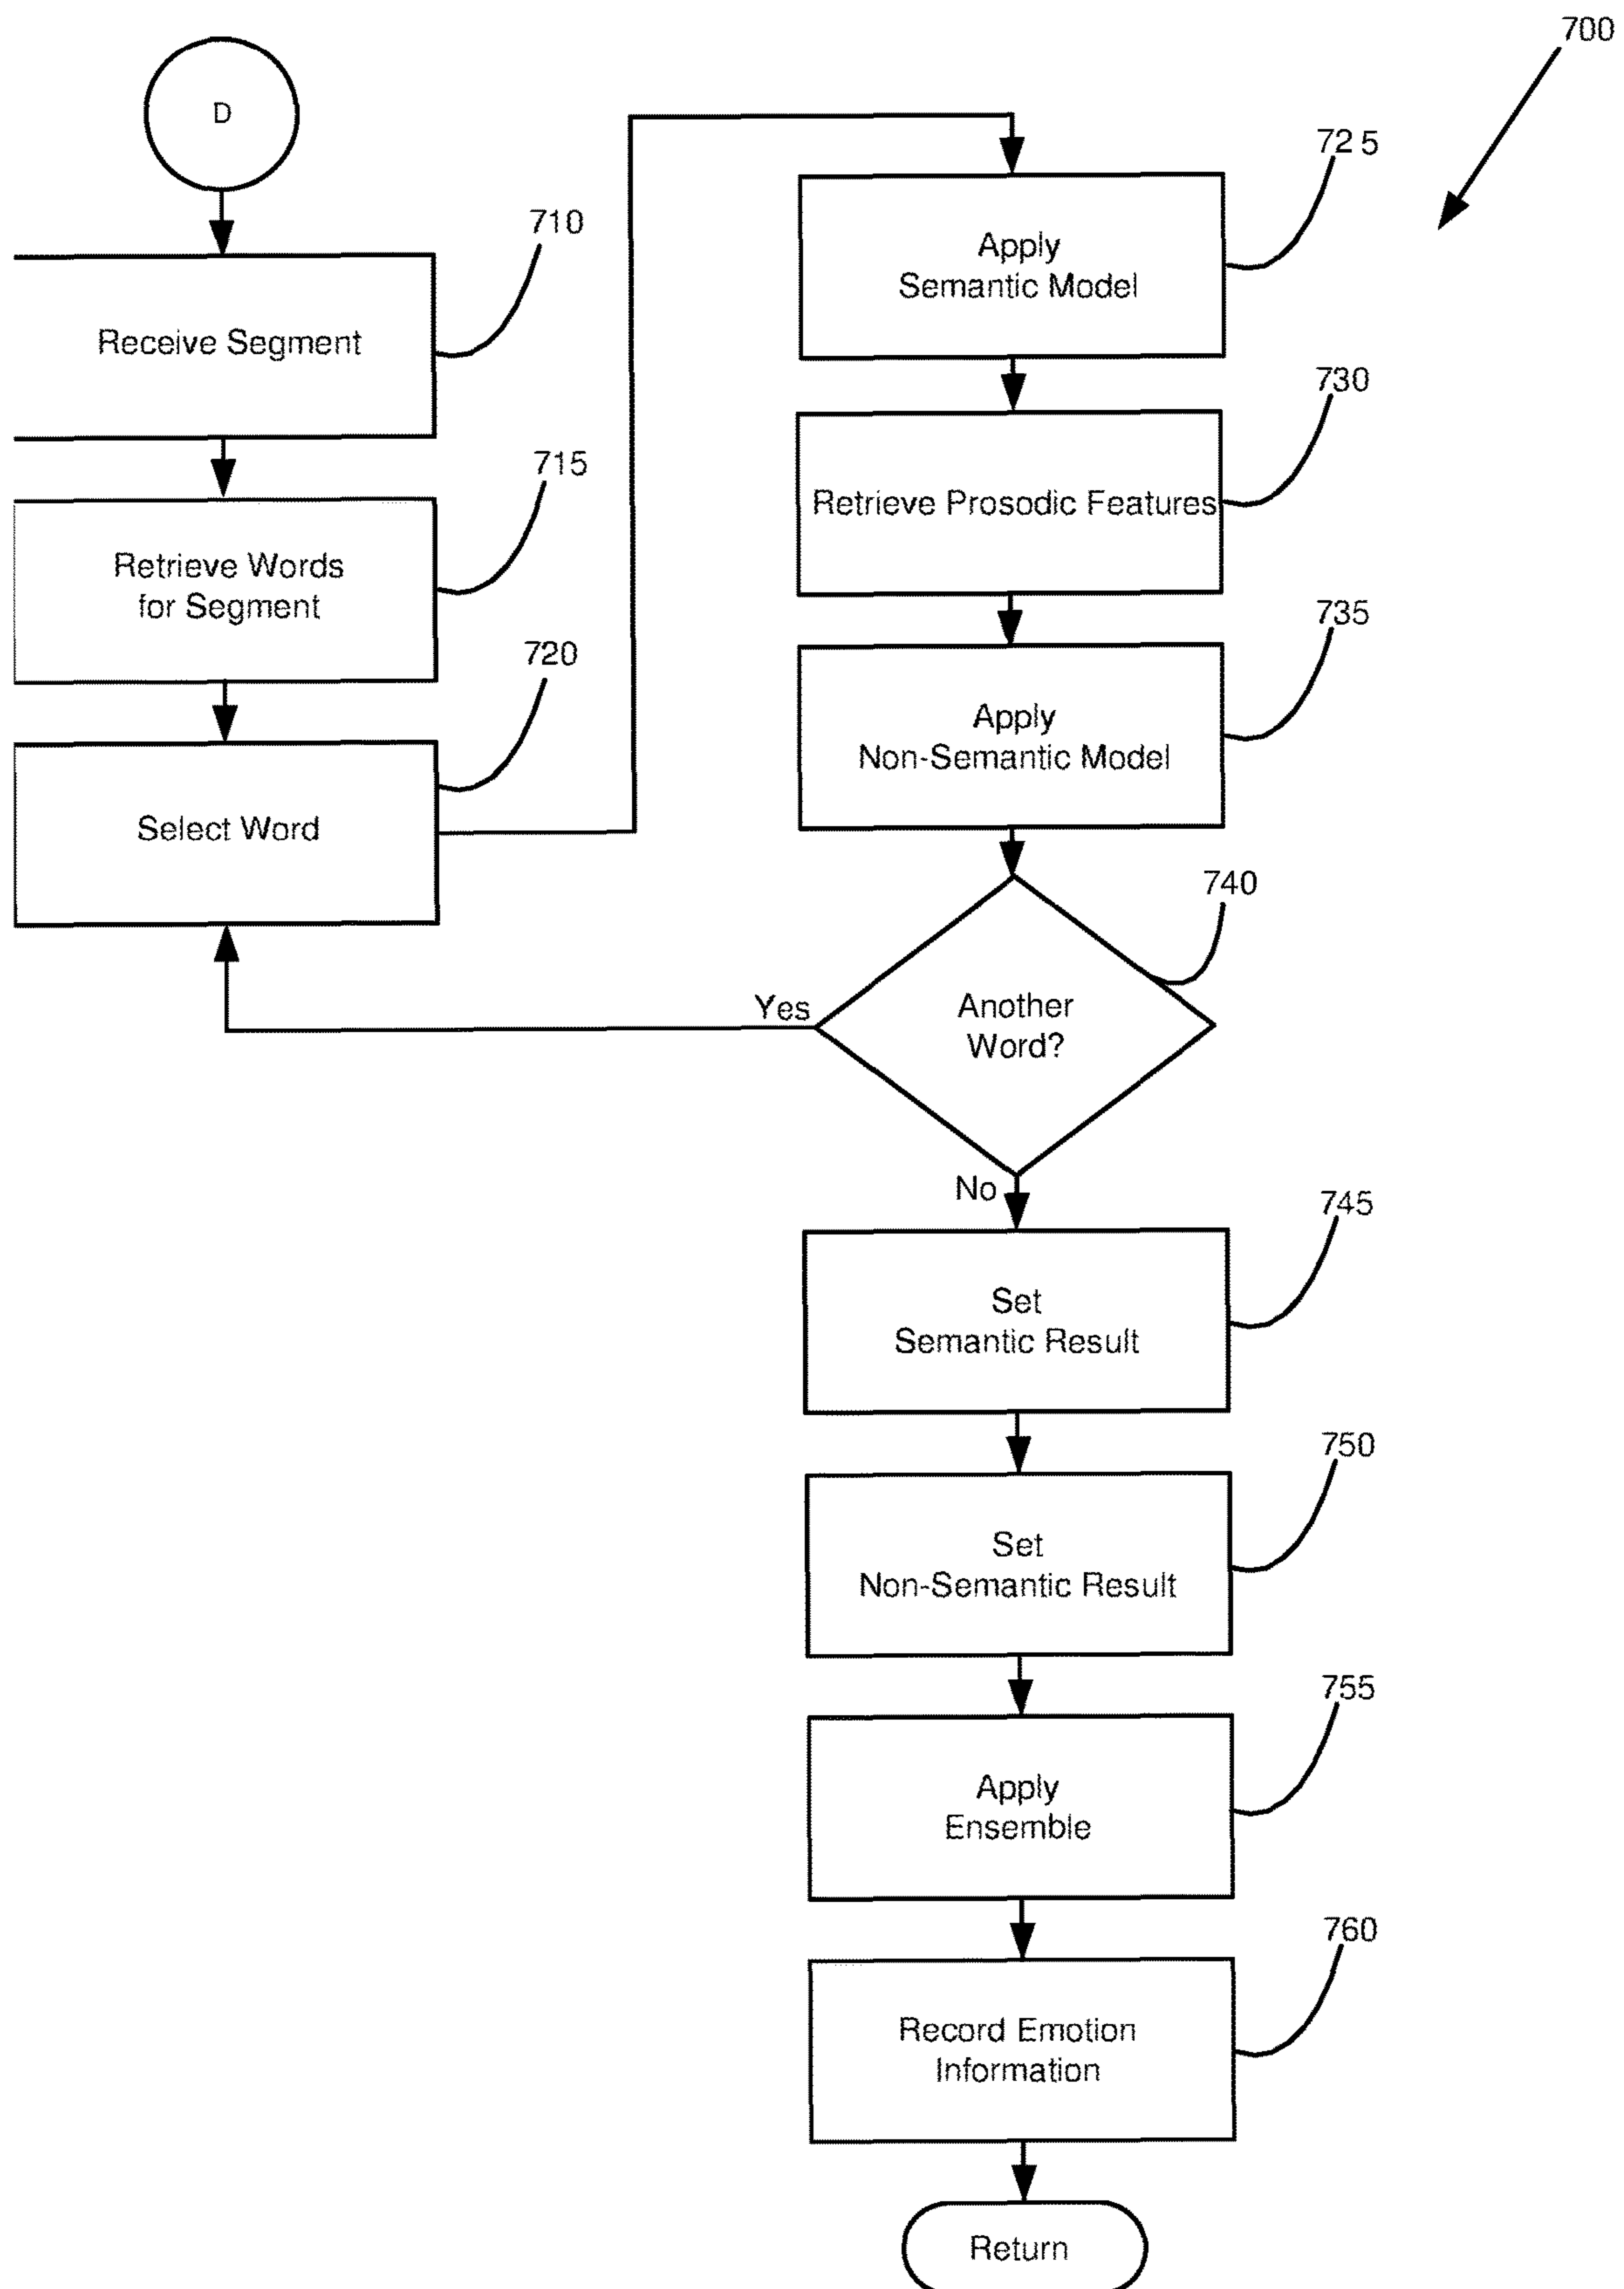 700
D
710
Receive Segment
715
Retrieve Words
for Segment
720
Select Word
725
Apply
Semantic Model
730
Retrieve Prosodic Features
735
Apply
Non-Semantic Model
740
Another
Word?
Yes
No
745
Set
Semantic Result
750
Set
Non-Semantic Result
755
Apply
Ensemble
760
Record Emotion
Information
Return